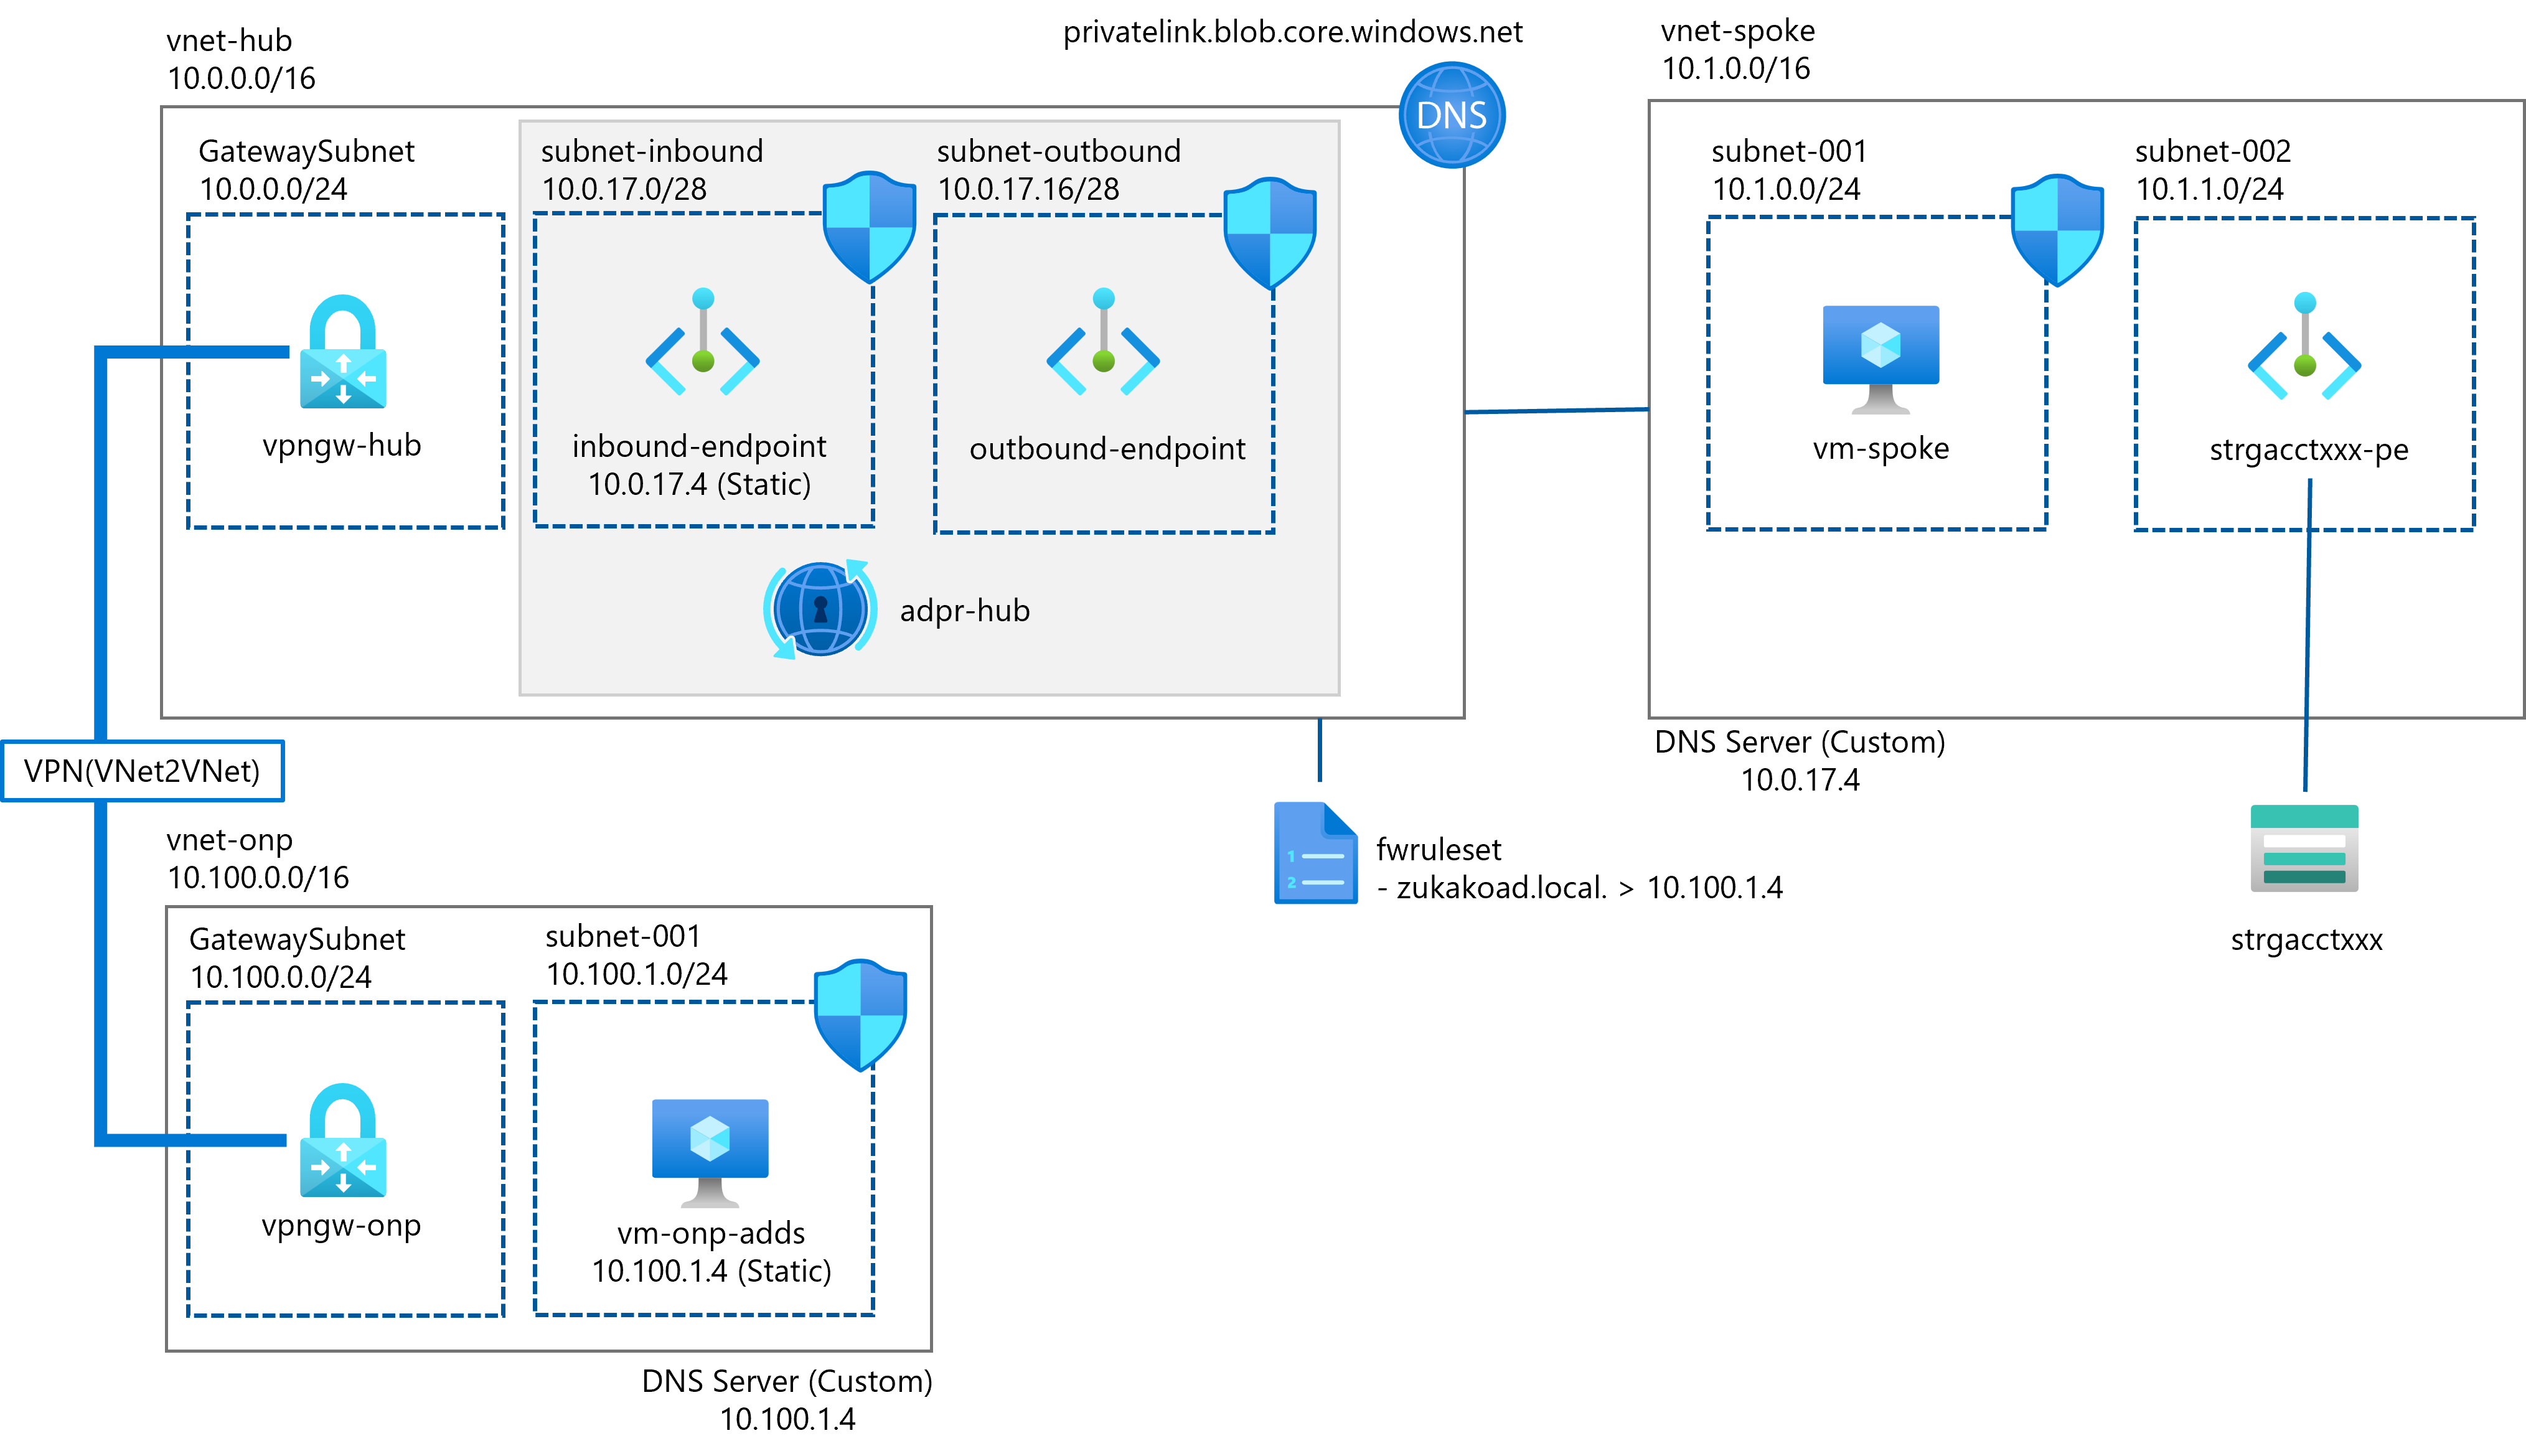 privatelink.blob.core.windows.net
vnet-hub
10.0.0.0/16
DNS
GatewaySubnet
10.0.0.0/24
vpngw-hub
subnet-inbound
10.0.17.0/28
inbound-endpoint
10.0.17.4 (Static)
subnet-outbound
10.0.17.16/28
outbound-endpoint
adpr-hub
vnet-spoke
10.1.0.0/16
subnet-001
10.1.0.0/24
vm-spoke
subnet-002
10.1.1.0/24
strgacctxxx-pe
DNS Server (Custom)
10.0.17.4
VPN(VNet2VNet)
1
2
fwruleset
- zukakoad.local. > 10.100.1.4
strgacctxxx
vnet-onp
10.100.0.0/16
GatewaySubnet
10.100.0.0/24
vpngw-onp
subnet-001
10.100.1.0/24
vm-onp-adds
10.100.1.4 (Static)
DNS Server (Custom)
10.100.1.4